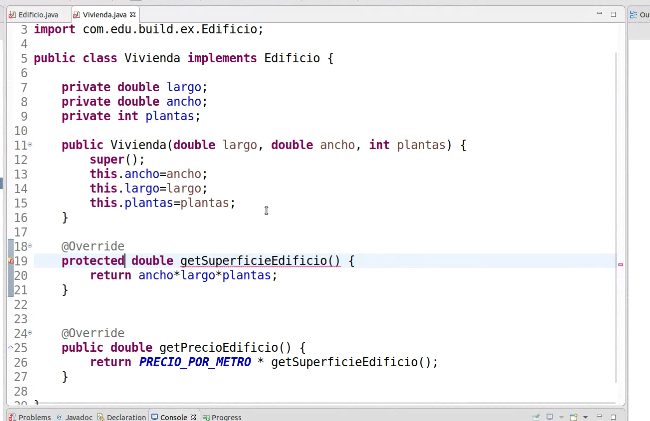 Edificio.java
Vivienda.java
Ou
3 import com.edu.build.ex.Edificio;
4
5 public class Vivienda implements Edificio {
6
7 private double largo;
8 private double ancho;
9 private int plantas;
10
11 public Vivienda(double largo, double ancho, int plantas) {
12 super();
13 this.ancho=ancho;
14 this.largo=largo;
15 this.plantas=plantas;
16 }
17
18 @Override
19 protected double getSuperficieEdificio() {
20 return ancho*largo*plantas;
21 }
22
23
24 @Override
25 public double getPrecioEdificio() {
26 return PRECIO_POR_METRO * getSuperficieEdificio();
27 }
28
29 }
Problems Javadoc Declaration Console Progress